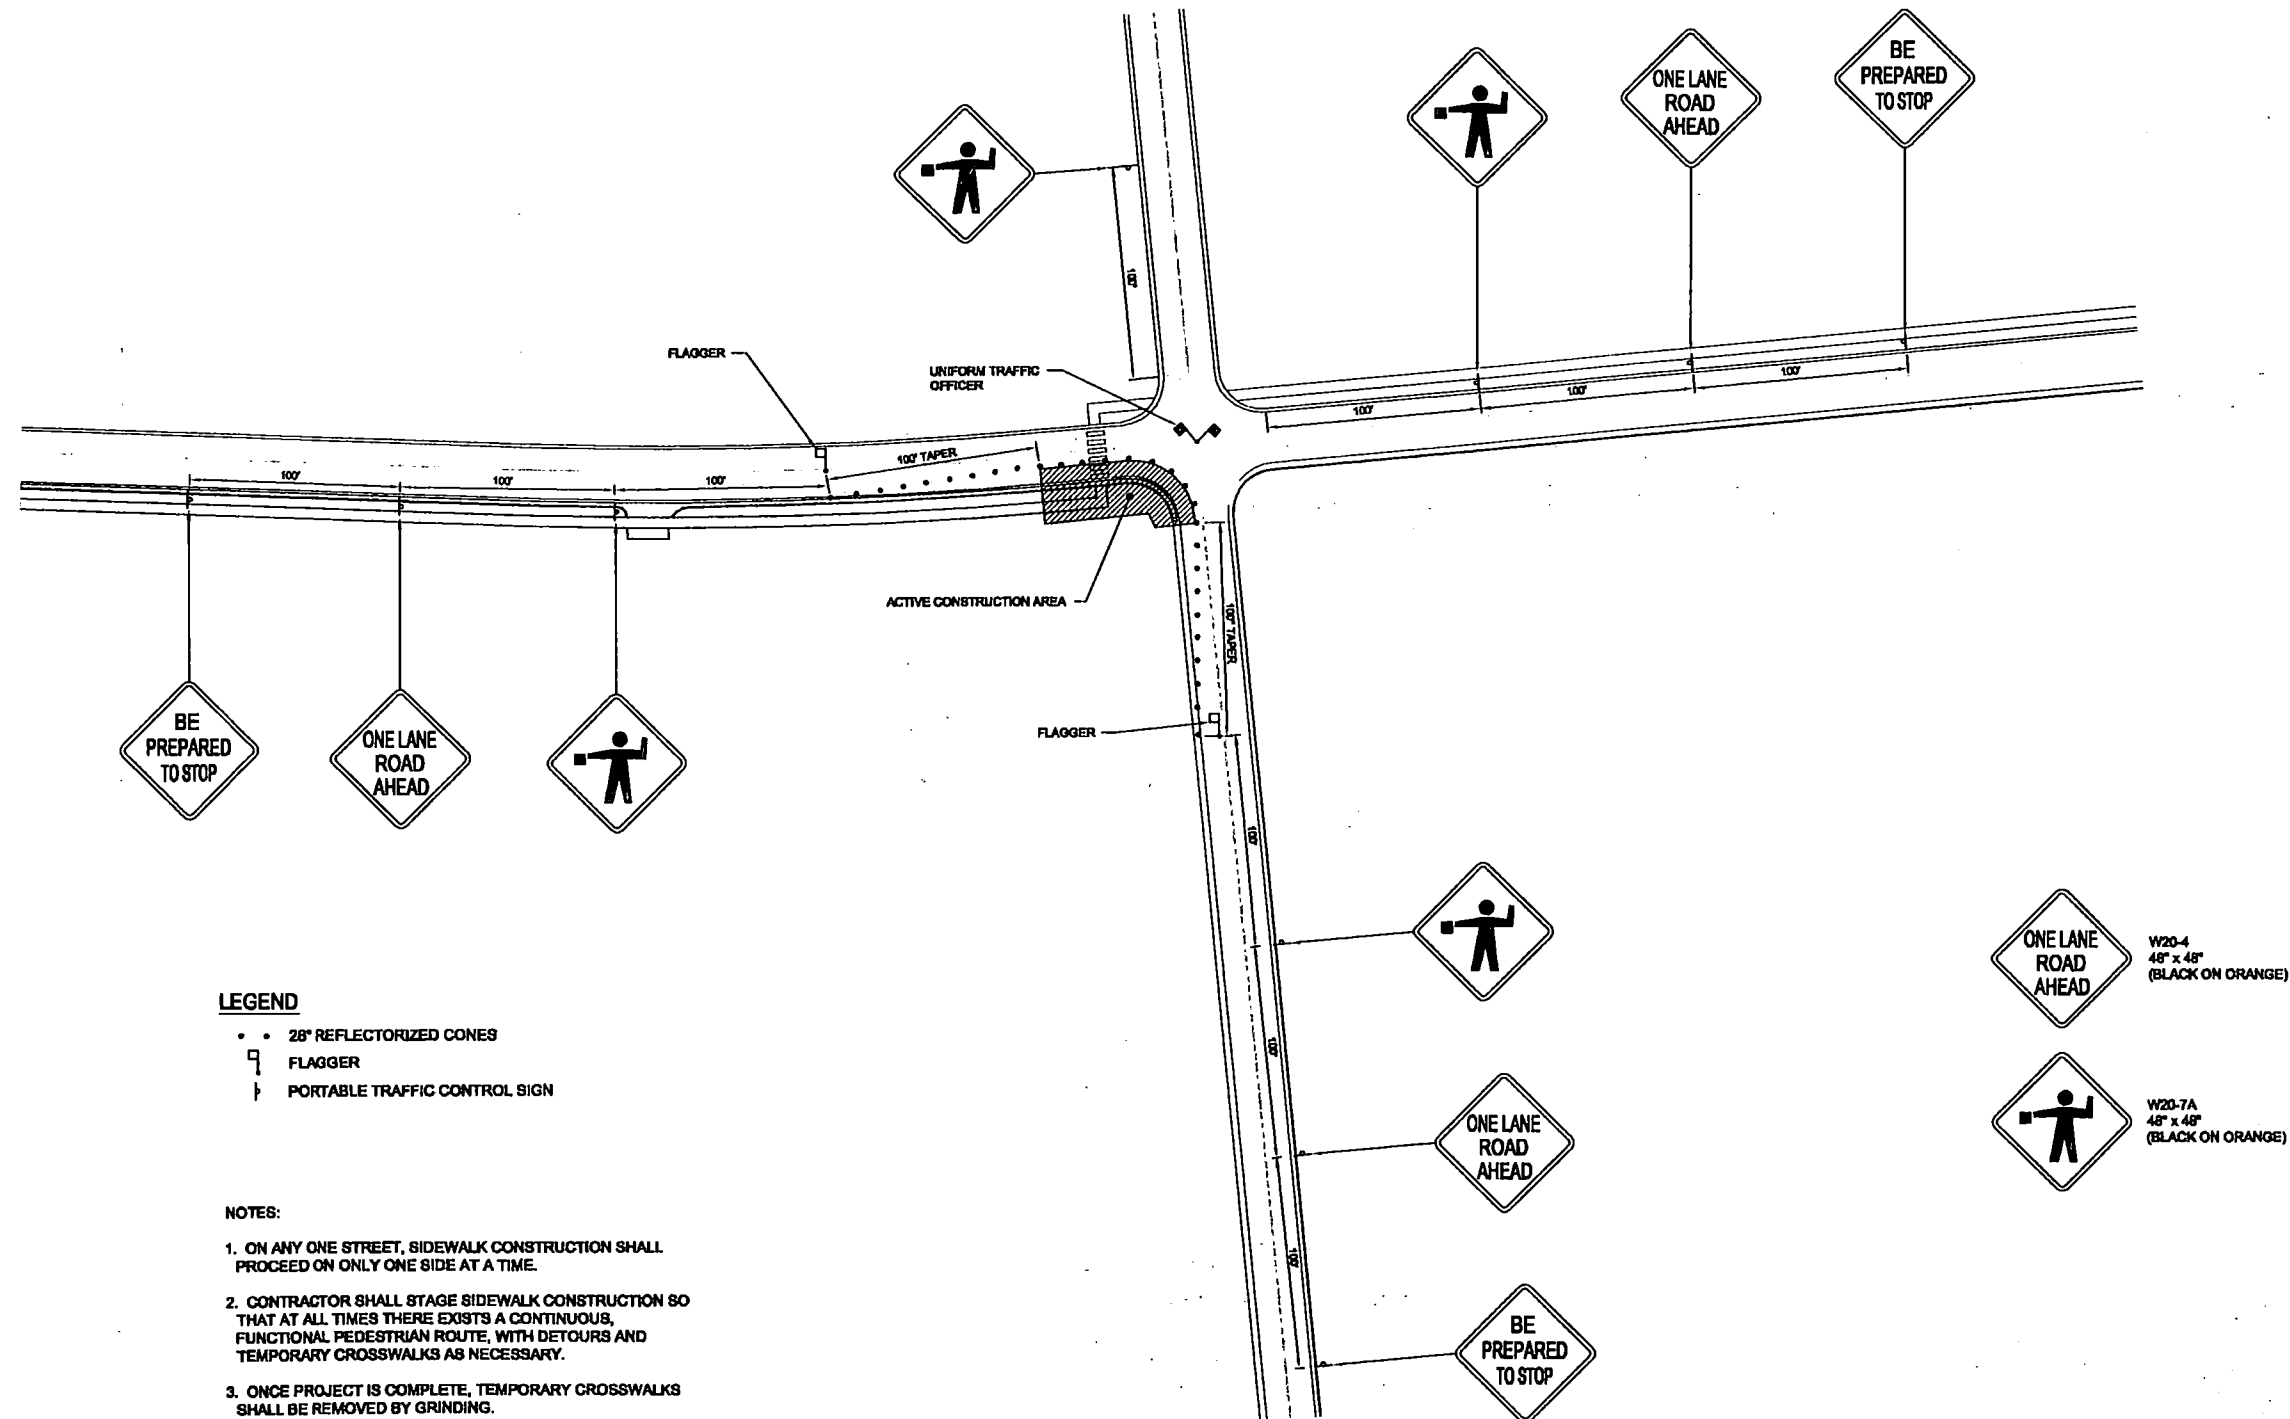 BE
PREPARED
TO STOP
ONE LANE
ROAD
AHEAD
100'
FLAGGER
UNIFORM TRAFFIC
OFFICER
100'
100'
100'
100' TAPER
100'
100'
100'
ACTIVE CONSTRUCTION AREA
100' TAPER
FLAGGER
BE
PREPARED
TO STOP
ONE LANE
ROAD
AHEAD
100'
100'
100'
ONE LANE
ROAD
AHEAD
BE
PREPARED
TO STOP
ONE LANE
ROAD
AHEAD
W20-4
48" x 48"
(BLACK ON ORANGE)
W20-7A
48" x 48"
(BLACK ON ORANGE)
LEGEND
28" REFLECTORIZED CONES
FLAGGER
PORTABLE TRAFFIC CONTROL SIGN
NOTES:
1. ON ANY ONE STREET, SIDEWALK CONSTRUCTION SHALL
PROCEED ON ONLY ONE SIDE AT A TIME.
2. CONTRACTOR SHALL STAGE SIDEWALK CONSTRUCTION SO
THAT AT ALL TIMES THERE EXISTS A CONTINUOUS,
FUNCTIONAL PEDESTRIAN ROUTE, WITH DETOURS AND
TEMPORARY CROSSWALKS AS NECESSARY.
3. ONCE PROJECT IS COMPLETE, TEMPORARY CROSSWALKS
SHALL BE REMOVED BY GRINDING.